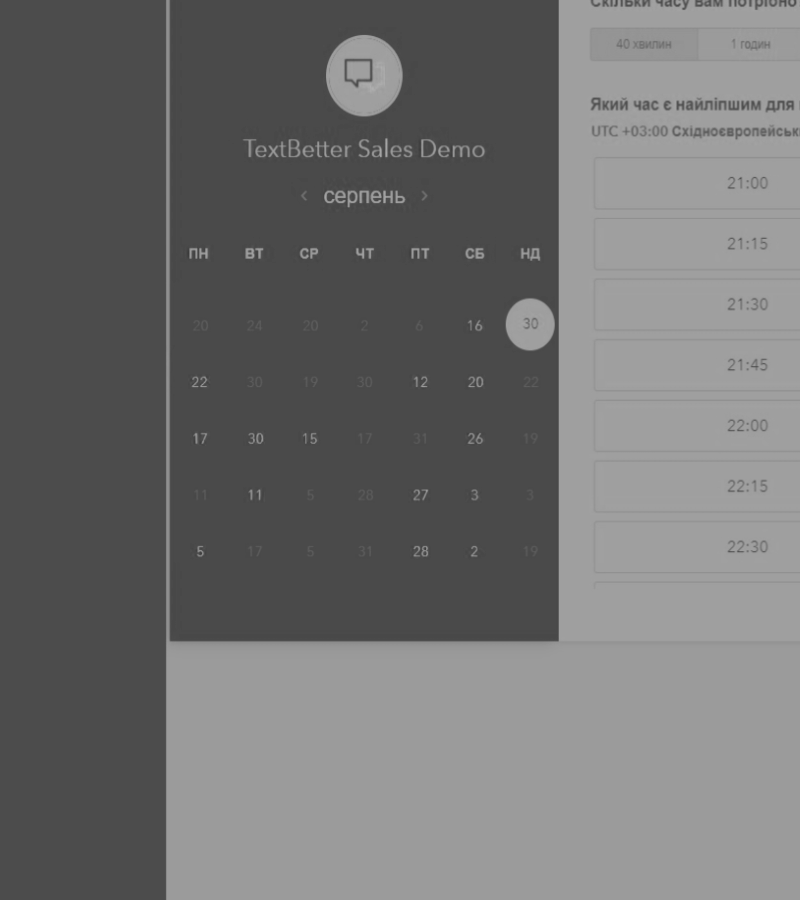 TextBetter Sales Demo
‹ серпень ›
ПН ВТ СР ЧТ ПТ СБ НД
20 24 20 2 6 16 30
22 30 19 30 12 20 22
17 30 15 17 31 26 19
11 11 5 28 27 3 3
5 17 5 31 28 2 19
Скільки часу вам потрібно
40 хвилин 1 годин
Який час є найліпшим для
UTC +03:00 Східноєвропейськ
21:00
21:15
21:30
21:45
22:00
22:15
22:30